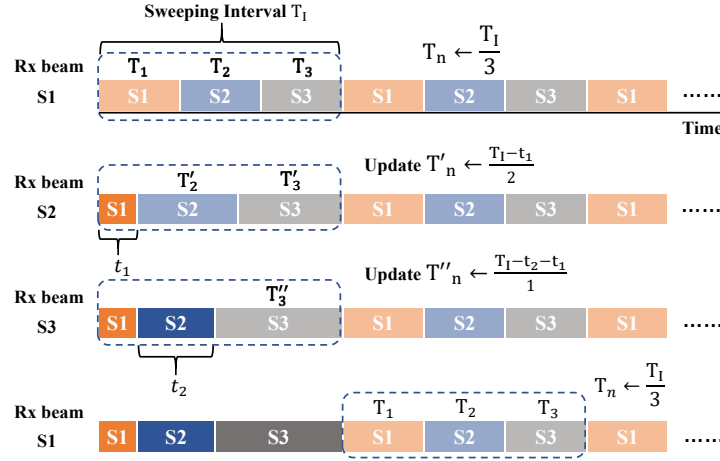 Sweeping Interval T_I
T_n ← T_I/3
Rx beam
S1
T_1 T_2 T_3
S1 S2 S3 S1 S2 S3 S1 ······
Time
Update T'_n ← T_I−t_1/2
Rx beam
S2
T'_2 T'_3
S1 S2 S3 S1 S2 S3 S1 ······
t_1
Update T''_n ← T_I−t_2−t_1/1
Rx beam
S3
T''_3
S1 S2 S3 S1 S2 S3 S1 ······
t_2
T_n ← T_I/3
Rx beam
S1
T_1 T_2 T_3
S1 S2 S3 S1 S2 S3 S1 ······